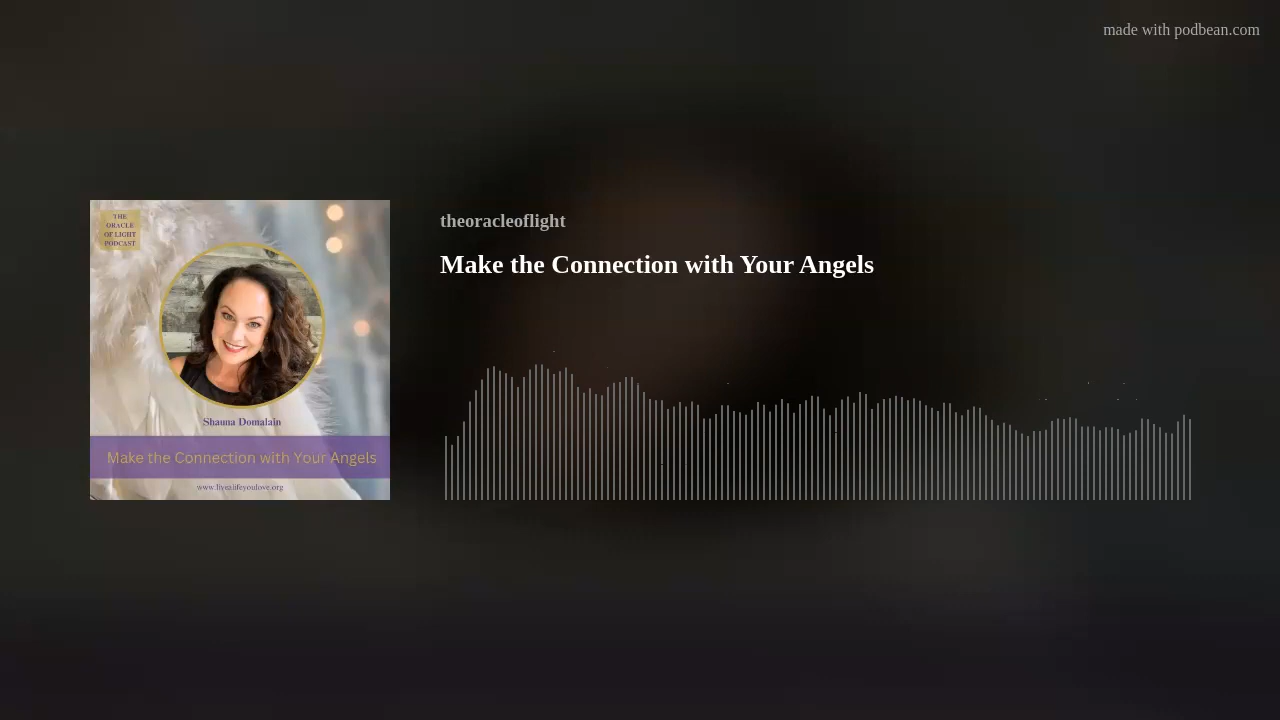 made with podbean.com
THE
ORACLE
OF LIGHT
PODCAST
Shauna Domalain
Make the Connection with Your Angels
www.livealifeyoulove.org
theoracleoflight
Make the Connection with Your Angels